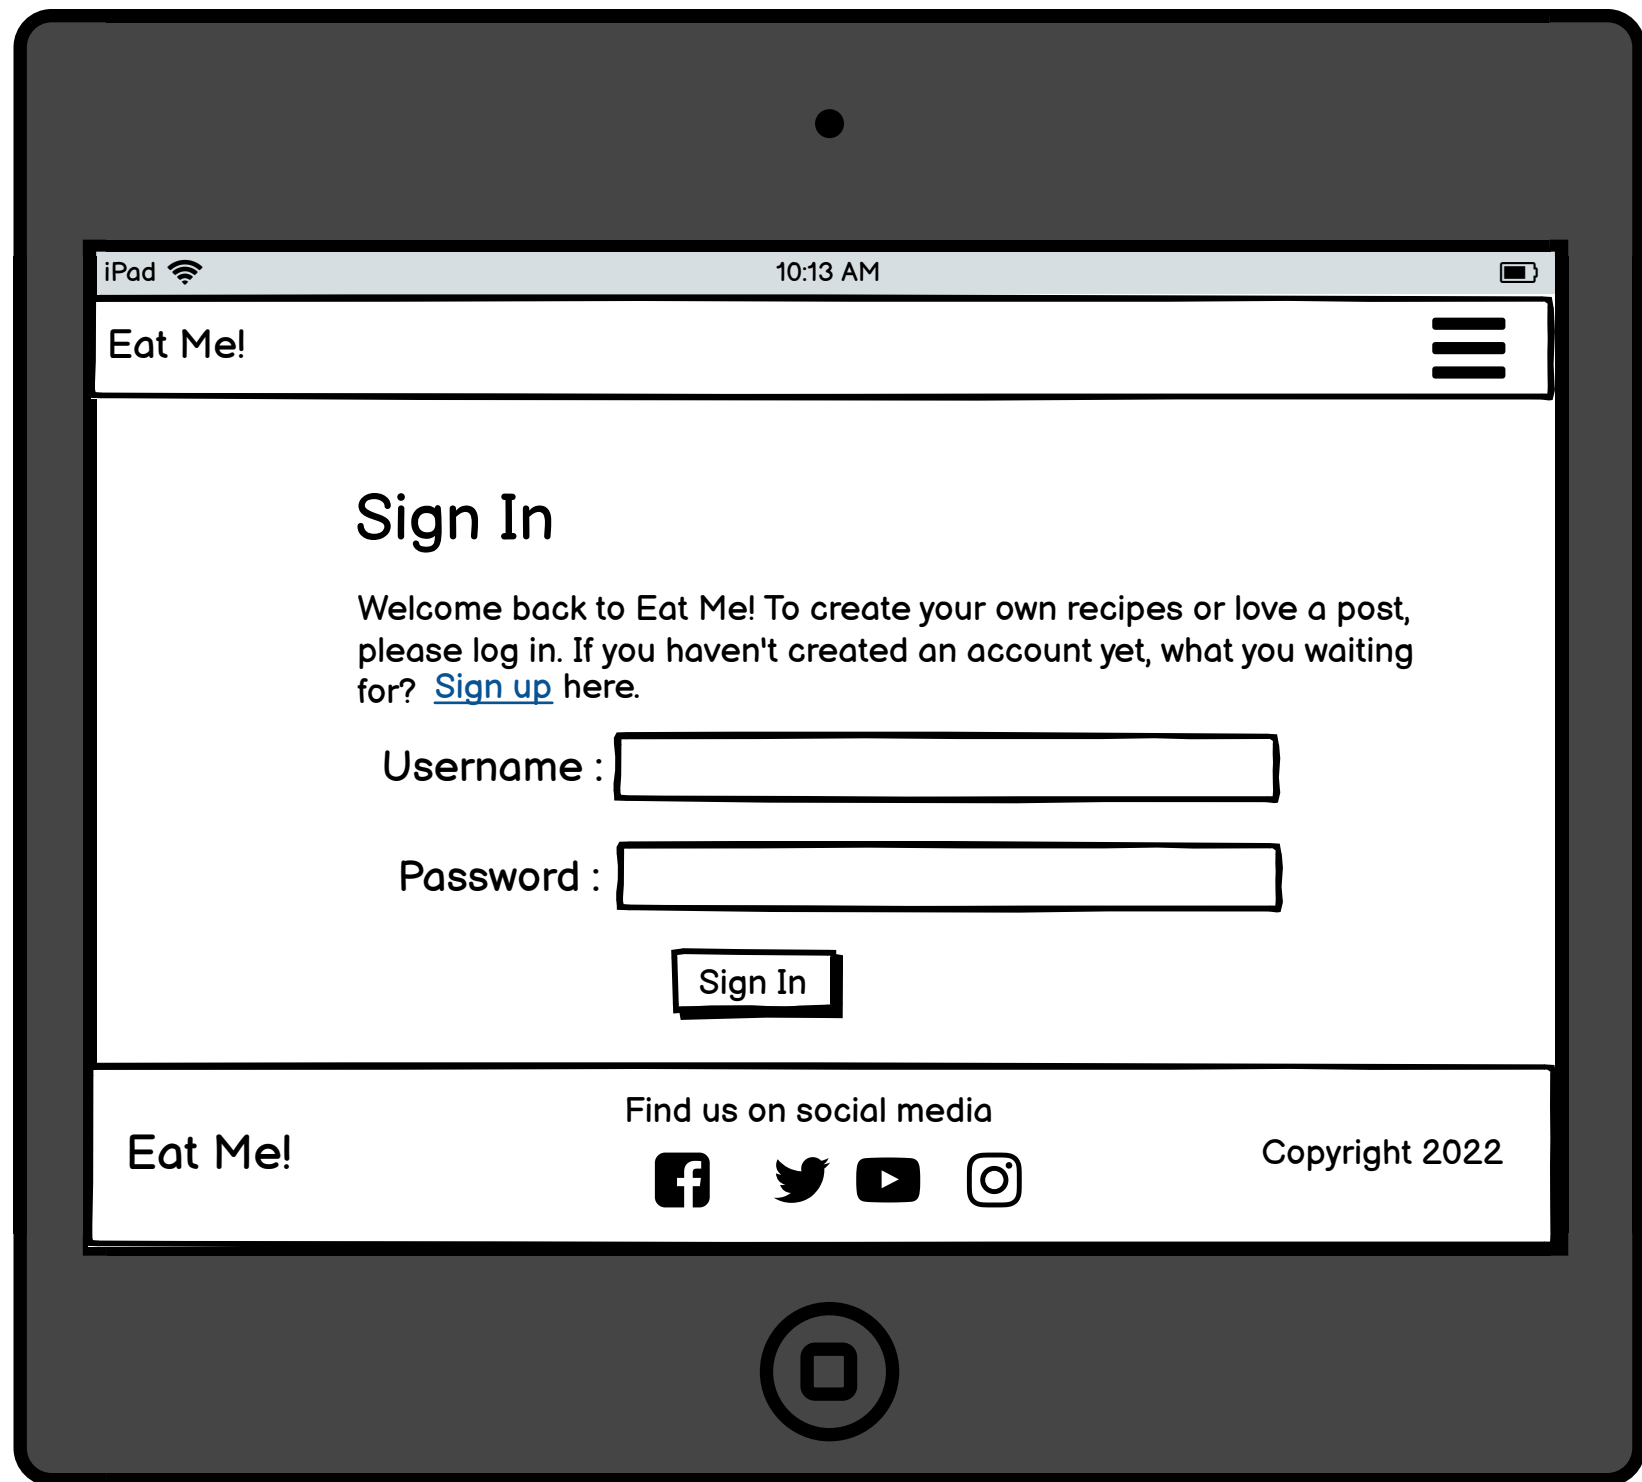 iPad 10:13 AM
Eat Me!
Sign In
Welcome back to Eat Me! To create your own recipes or love a post,
please log in. If you haven't created an account yet, what you waiting
for? Sign up here.
Username :
Password :
Sign In
Find us on social media
Eat Me!
Copyright 2022